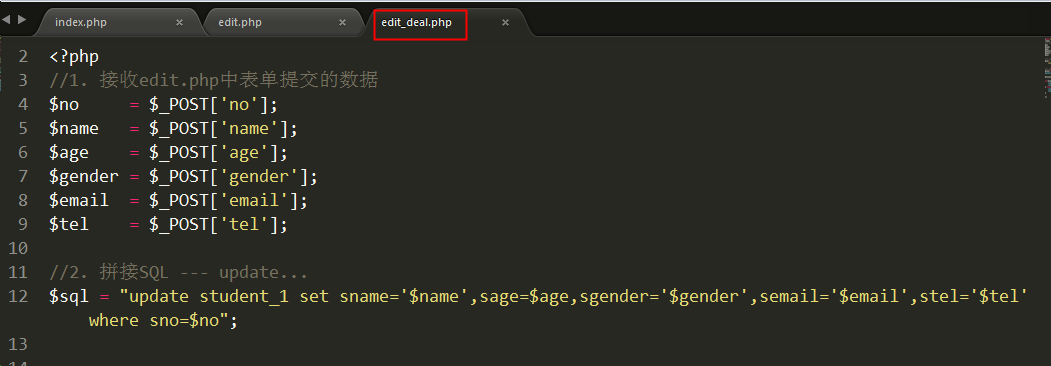 index.php × edit.php × edit_deal.php ×
2 <?php
3 //1. 接收edit.php中表单提交的数据
4 $no     = $_POST['no'];
5 $name   = $_POST['name'];
6 $age    = $_POST['age'];
7 $gender = $_POST['gender'];
8 $email  = $_POST['email'];
9 $tel    = $_POST['tel'];
10
11 //2. 拼接SQL --- update...
12 $sql = "update student_1 set sname='$name',sage=$age,sgender='$gender',semail='$email',stel='$tel'
where sno=$no";
13